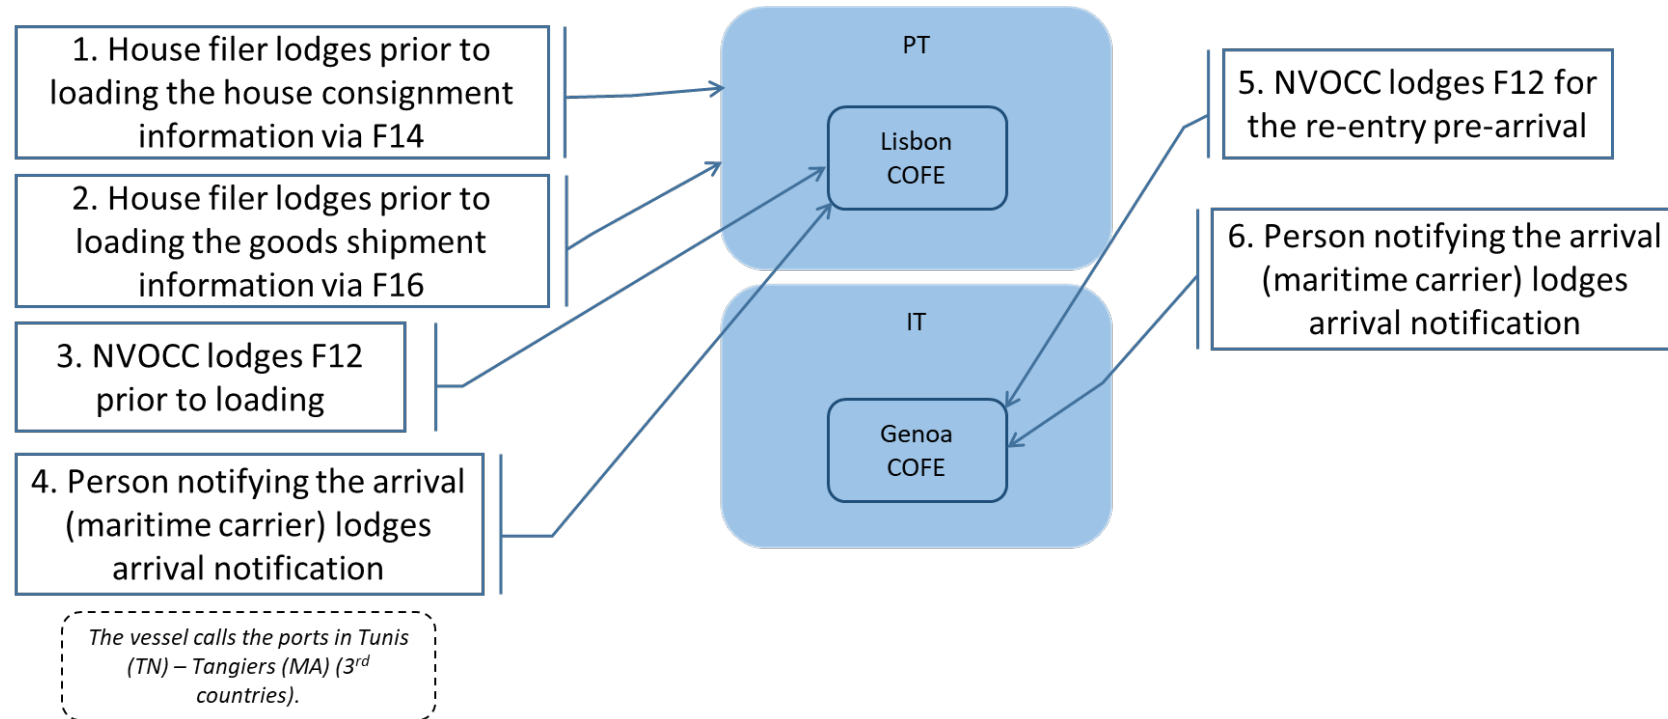 1. House filer lodges prior to
loading the house consignment
information via F14
2. House filer lodges prior to
loading the goods shipment
information via F16
3. NVOCC lodges F12
prior to loading
4. Person notifying the arrival
(maritime carrier) lodges
arrival notification
The vessel calls the ports in Tunis
(TN) – Tangiers (MA) (3rd
countries).
PT
Lisbon
COFE
IT
Genoa
COFE
5. NVOCC lodges F12 for
the re-entry pre-arrival
6. Person notifying the arrival
(maritime carrier) lodges
arrival notification